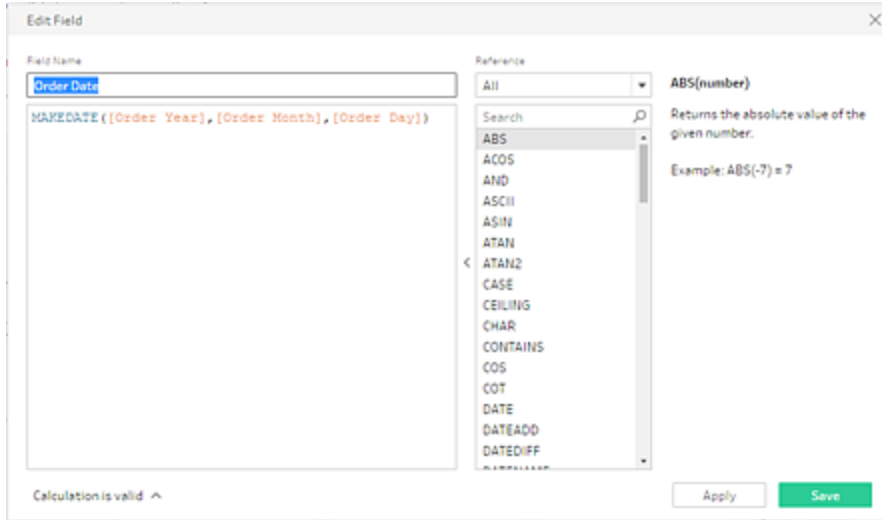 Edit Field
Field Name
Order Date
MAKEDATE([Order Year],[Order Month],[Order Day])
Calculation is valid
Reference
All
Search
ABS
ACOS
AND
ASCII
ASIN
ATAN
ATAN2
CASE
CEILING
CHAR
CONTAINS
COS
COT
DATE
DATEADD
DATEDIFF
ABS(number)
Returns the absolute value of the
given number.
Example: ABS(-7) = 7
Apply
Save